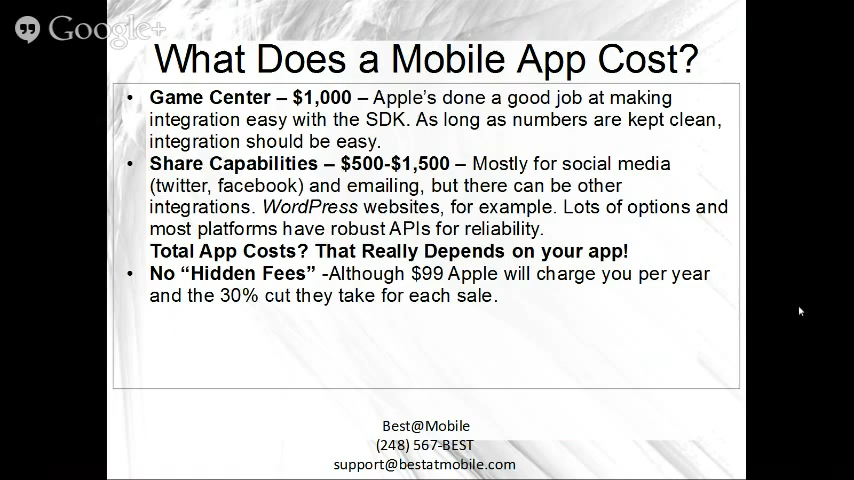 Google+
What Does a Mobile App Cost?
• Game Center – $1,000 – Apple's done a good job at making
integration easy with the SDK. As long as numbers are kept clean,
integration should be easy.
• Share Capabilities – $500-$1,500 – Mostly for social media
(twitter, facebook) and emailing, but there can be other
integrations. WordPress websites, for example. Lots of options and
most platforms have robust APIs for reliability.
Total App Costs? That Really Depends on your app!
• No “Hidden Fees” -Although $99 Apple will charge you per year
and the 30% cut they take for each sale.
Best@Mobile
(248) 567-BEST
support@bestatmobile.com